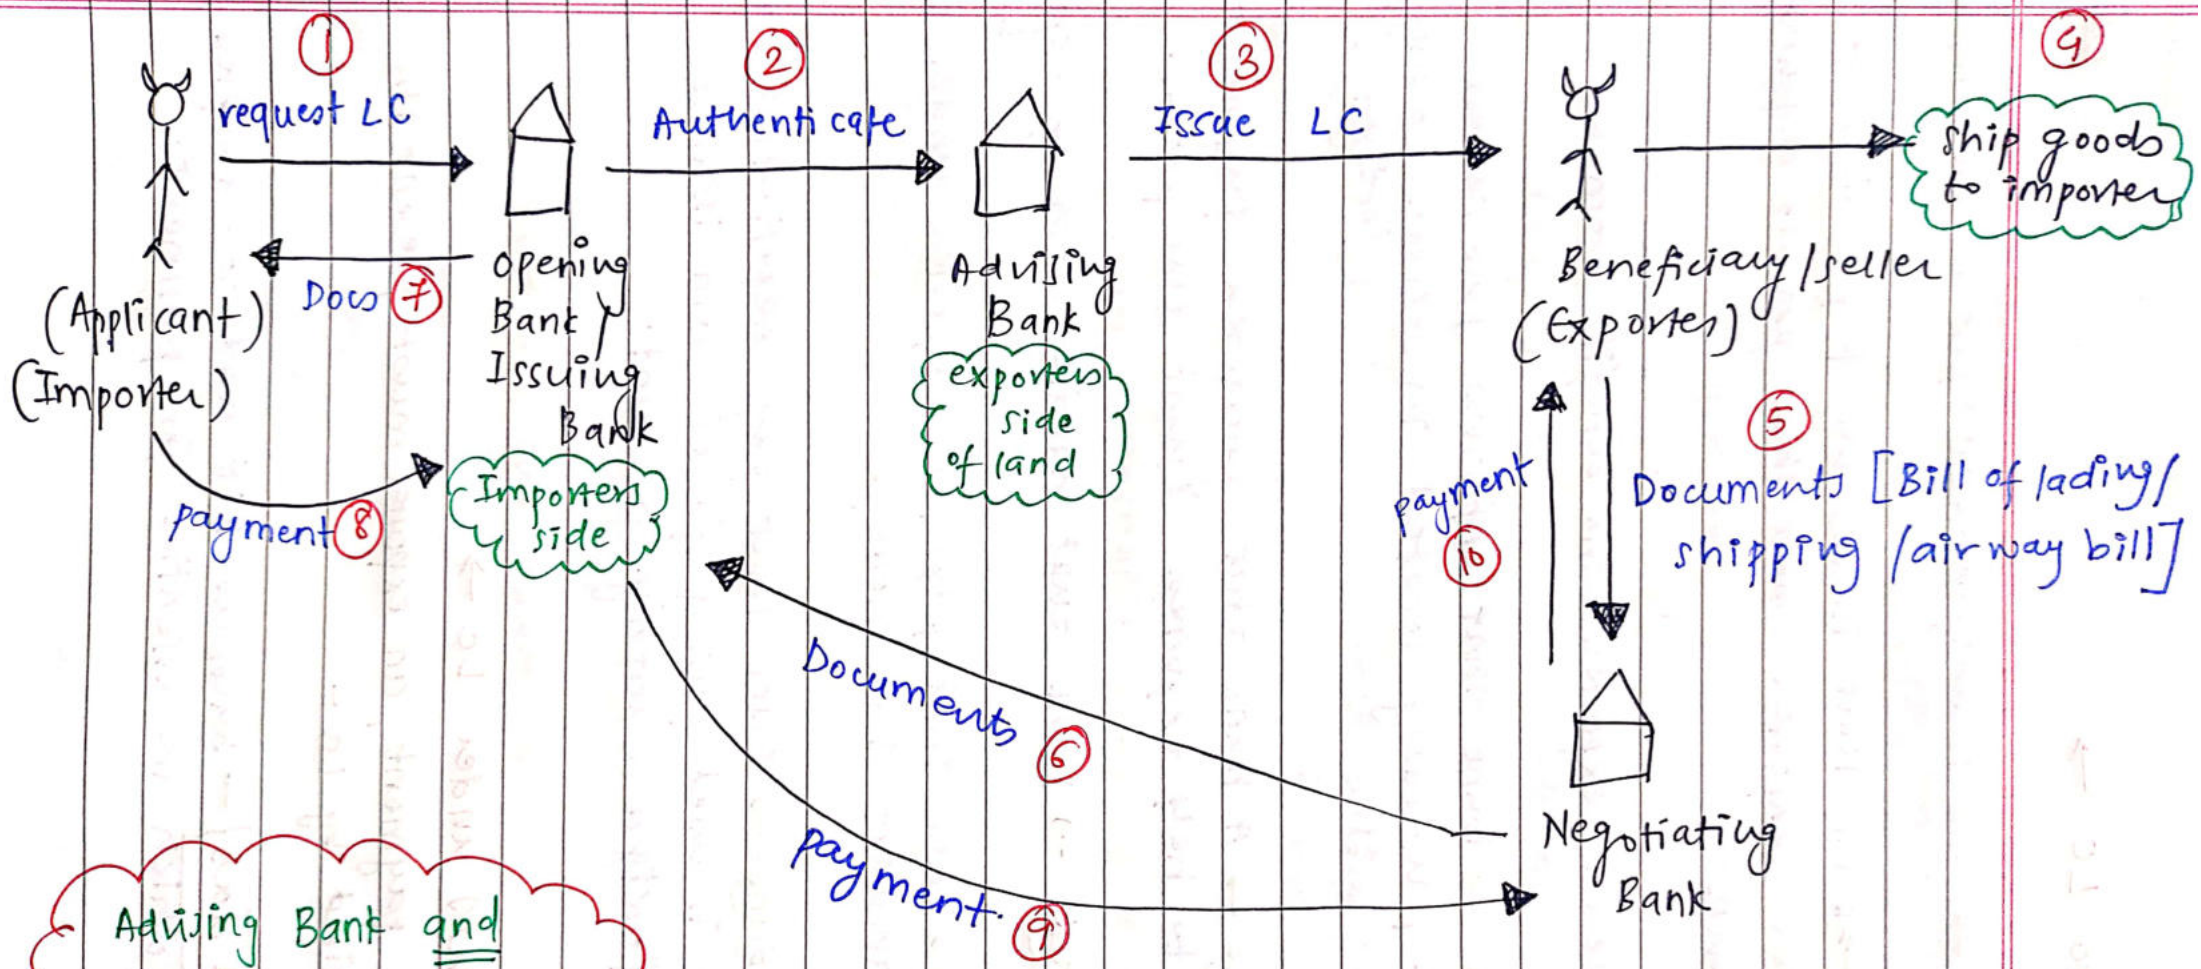 ①
②
③
④
request LC
Authenticate
Issue LC
ship goods
to importer
Docs ⑦
Opening
Bank /
Issuing
Bank
Advising
Bank
Beneficiary/seller
(Exporter)
(Applicant)
(Importer)
exporters
side
of land
Importers
side
payment ⑧
payment
⑩
⑤
Documents [Bill of lading/
shipping /airway bill]
Documents ⑥
payment. ⑨
Negotiating
Bank
Advising Bank and